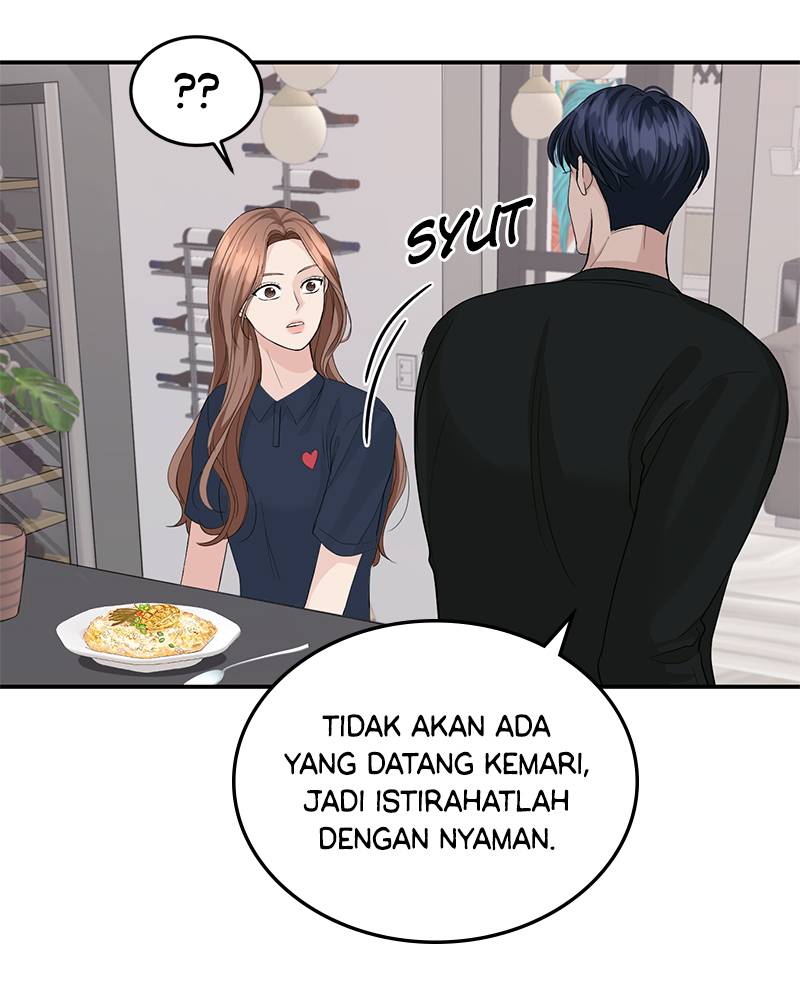 ??
SYUT
TIDAK AKAN ADA
YANG DATANG KEMARI,
JADI ISTIRAHATLAH
DENGAN NYAMAN.